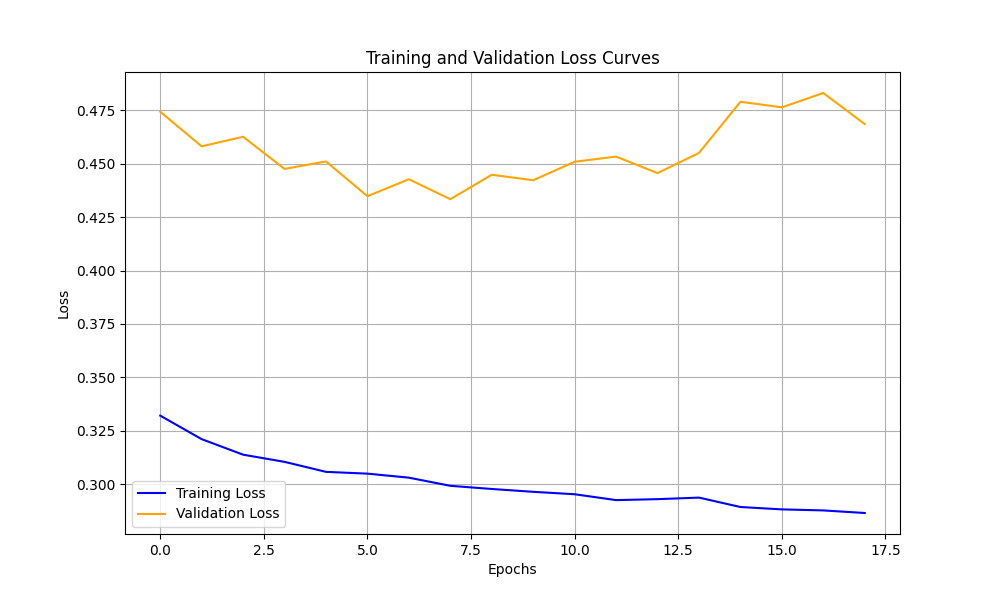 Training and Validation Loss Curves
Loss
0.475
0.450
0.425
0.400
0.375
0.350
0.325
0.300
Training Loss
Validation Loss
0.0 2.5 5.0 7.5 10.0 12.5 15.0 17.5
Epochs